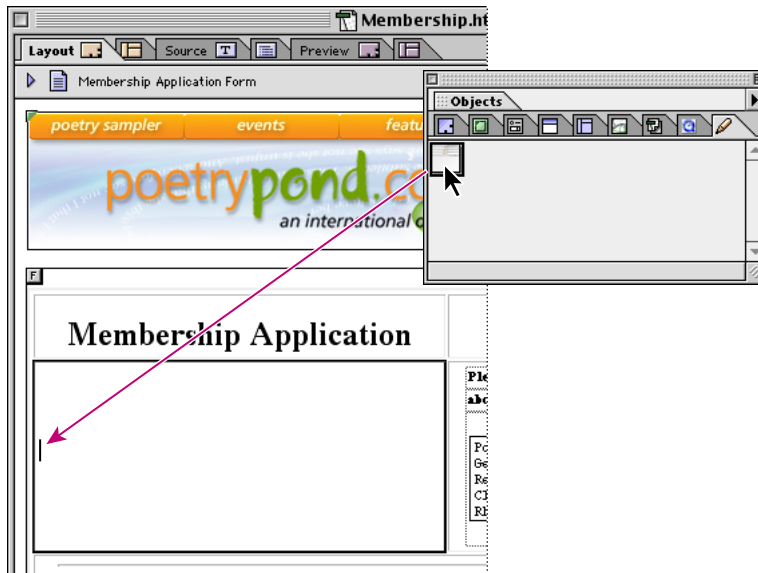 Membership.ht
Layout Source T Preview
Membership Application Form
Objects
poetry sampler events featu
poetrypond.co
an international o
F
Membership Application
Ple
abo
Po
Ge
Re
Cl
Rh